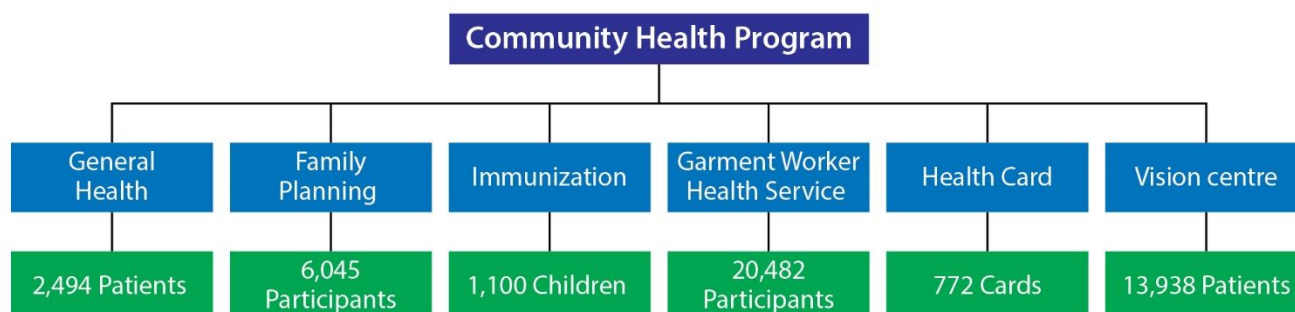 Community Health Program
General
Health
Family
Planning
Immunization
Garment Worker
Health Service
Health Card
Vision centre
2,494 Patients
6,045
Participants
1,100 Children
20,482
Participants
772 Cards
13,938 Patients